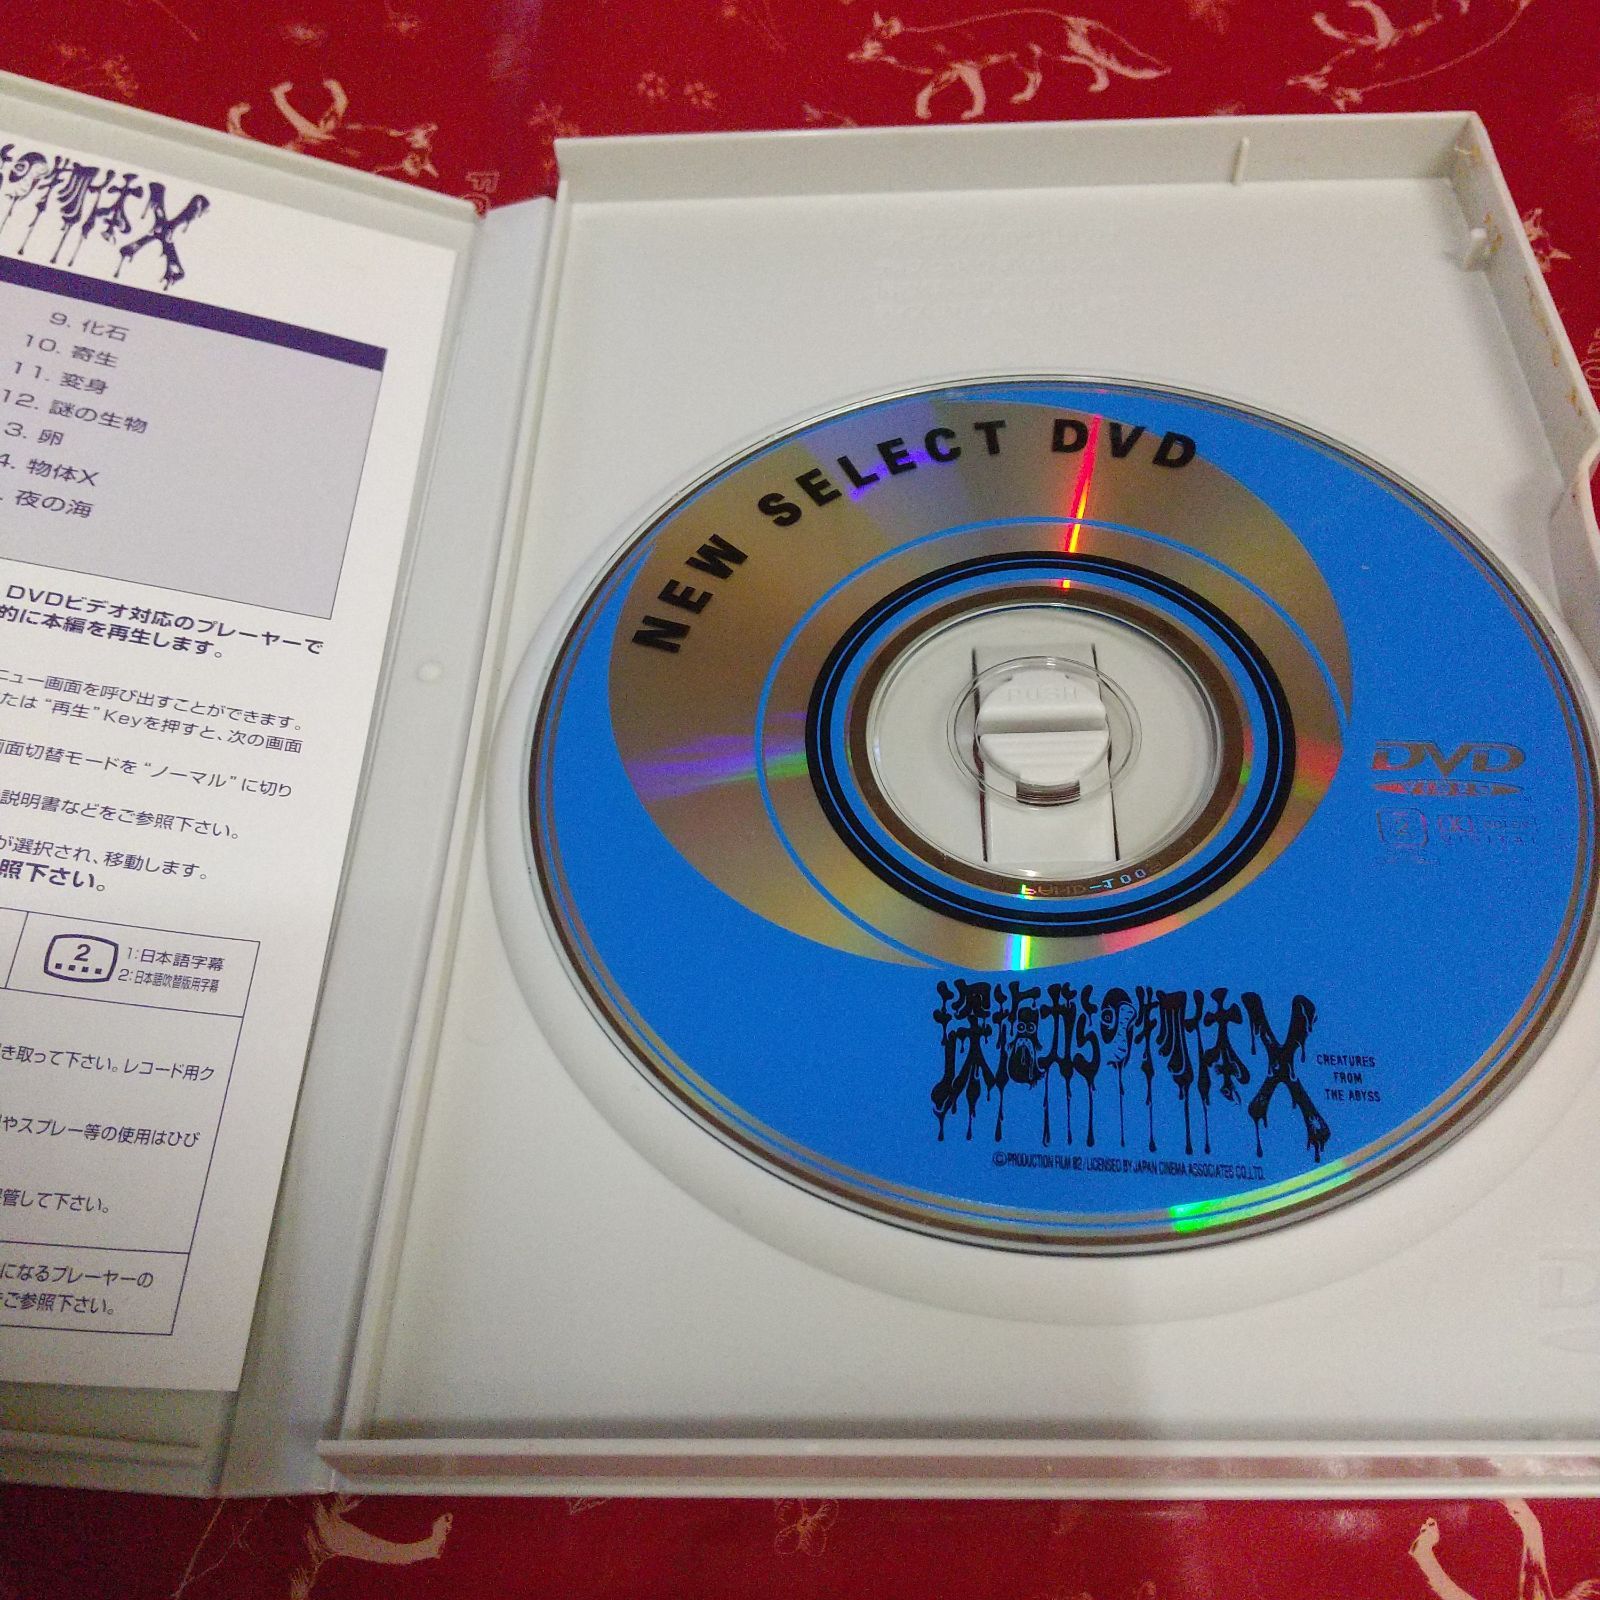 の物体X
9. 化石
10. 寄生
11. 変身
12. 謎の生物
3. 卵
4. 物体X
. 夜の海
DVDビデオ対応のプレーヤーで
的に本編を再生します。
ニュー画面を呼び出すことができます。
たは“再生”Keyを押すと、次の画面
画面切替モードを“ノーマル”に切り
説明書などをご参照下さい。
が選択され、移動します。
照下さい。
2
1:日本語字幕
2:日本語吹替版用字幕
き取って下さい。レコード用ク
やスプレー等の使用はひび
管して下さい。
になるプレーヤーの
ご参照下さい。
NEW SELECT DVD
PUSH
DVD
VIDEO
2
深海からの物体X
CREATURES
FROM
THE ABYSS
©PRODUCTION FILM 82/LICENSED BY JAPAN CINEMA ASSOCIATES CO.,LTD.